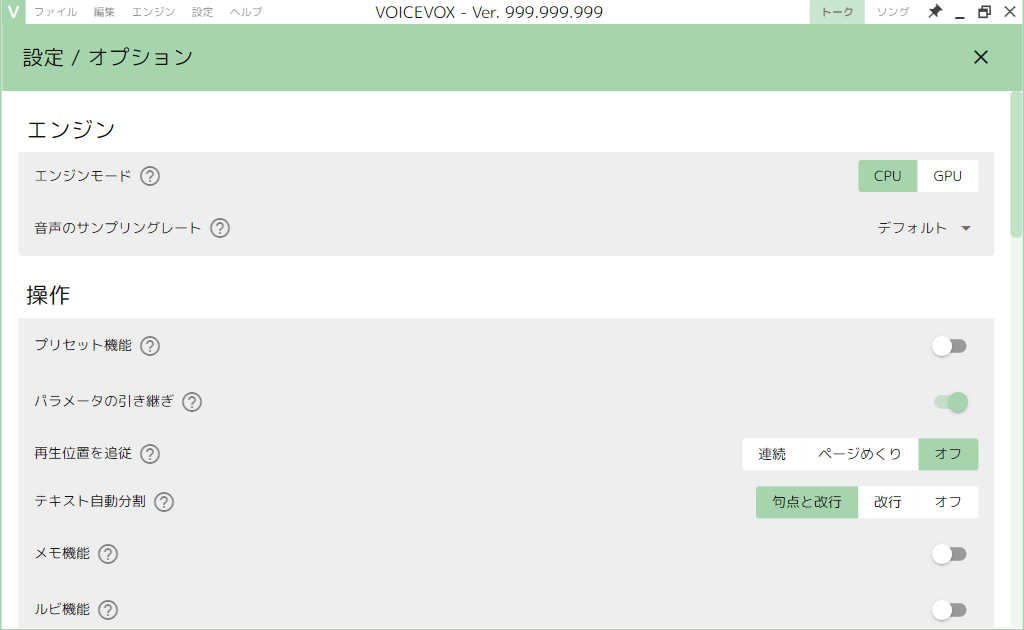 V ファイル 編集 エンジン 設定 ヘルプ VOICEVOX - Ver. 999.999.999 トーク ソング
設定 / オプション
エンジン
エンジンモード ? CPU GPU
音声のサンプリングレート ? デフォルト
操作
プリセット機能 ?
パラメータの引き継ぎ ?
再生位置を追従 ? 連続 ページめくり オフ
テキスト自動分割 ? 句点と改行 改行 オフ
メモ機能 ?
ルビ機能 ?